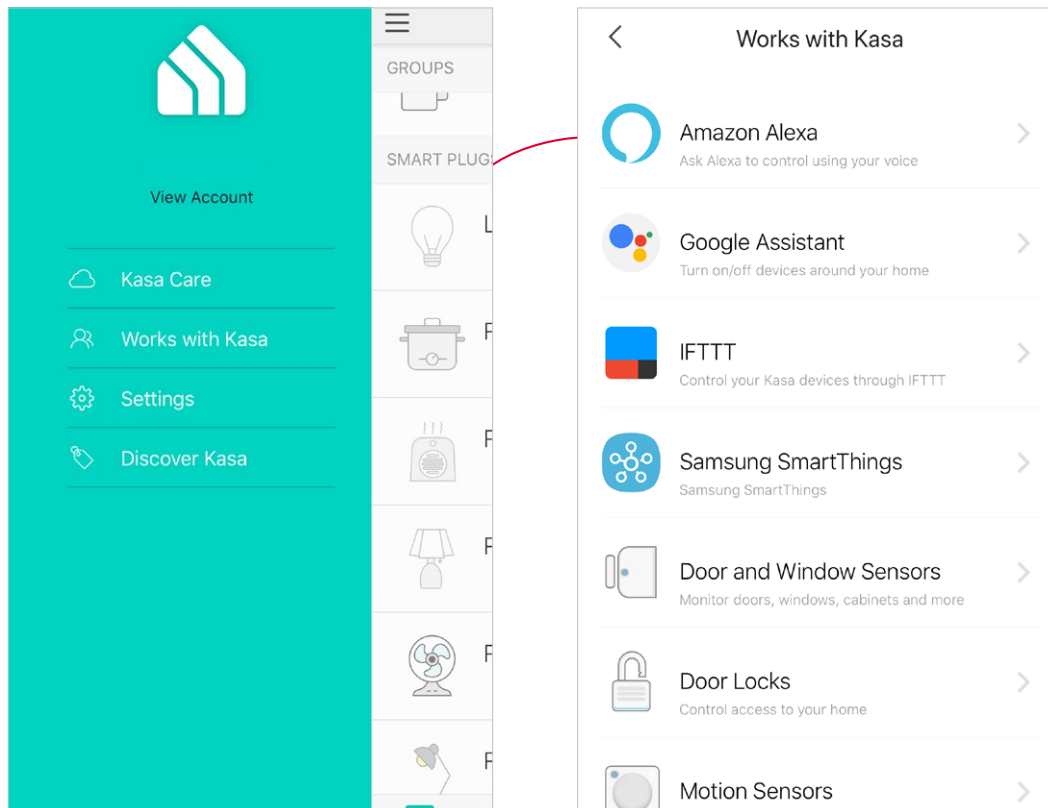 View Account
Kasa Care
Works with Kasa
Settings
Discover Kasa
GROUPS
SMART PLUGS
L
F
F
F
F
F
Works with Kasa
Amazon Alexa
Ask Alexa to control using your voice
Google Assistant
Turn on/off devices around your home
IFTTT
Control your Kasa devices through IFTTT
Samsung SmartThings
Samsung SmartThings
Door and Window Sensors
Monitor doors, windows, cabinets and more
Door Locks
Control access to your home
Motion Sensors